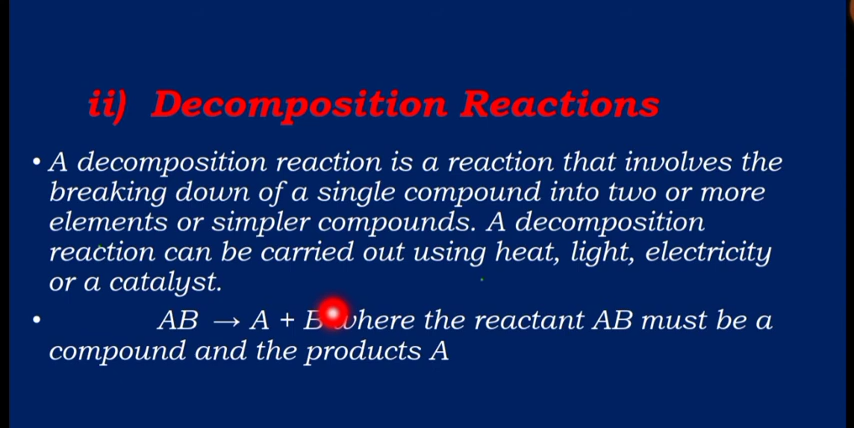 ii) Decomposition Reactions
• A decomposition reaction is a reaction that involves the
breaking down of a single compound into two or more
elements or simpler compounds. A decomposition
reaction can be carried out using heat, light, electricity
or a catalyst.
• AB → A + B where the reactant AB must be a
compound and the products A